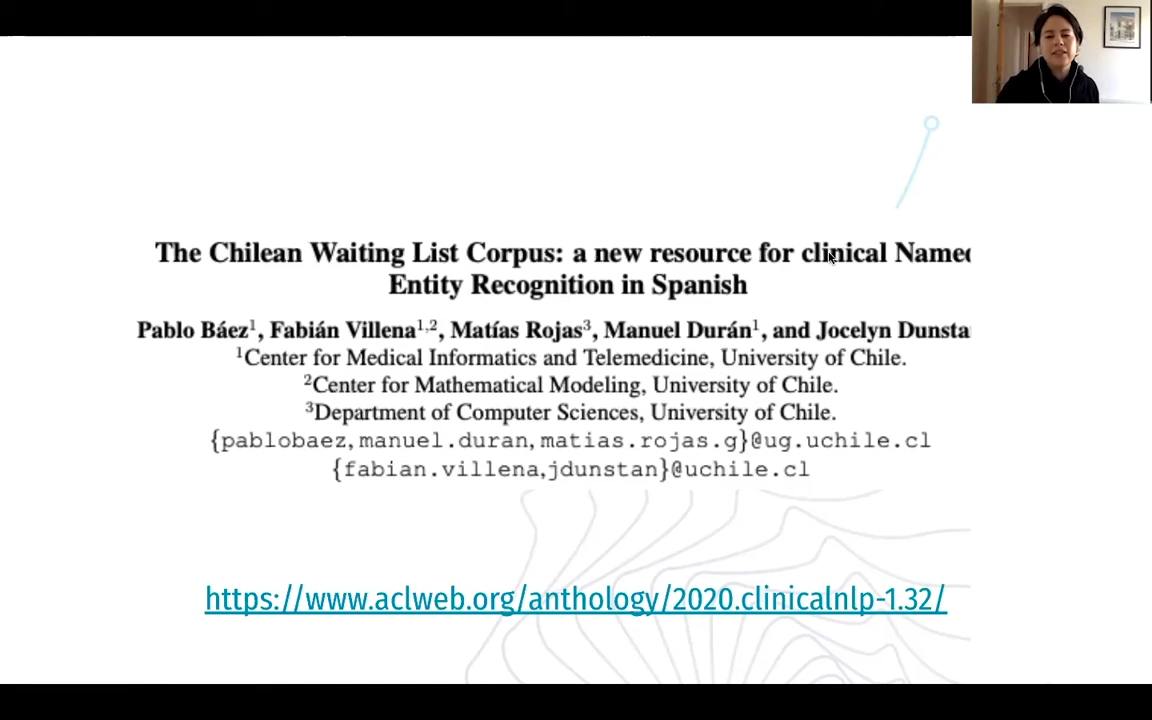 The Chilean Waiting List Corpus: a new resource for clinical Named
Entity Recognition in Spanish
Pablo Báez¹, Fabián Villena¹,², Matías Rojas³, Manuel Durán¹, and Jocelyn Dunsta
¹Center for Medical Informatics and Telemedicine, University of Chile.
²Center for Mathematical Modeling, University of Chile.
³Department of Computer Sciences, University of Chile.
{pablobaez,manuel.duran,matias.rojas.g}@ug.uchile.cl
{fabian.villena,jdunstan}@uchile.cl
https://www.aclweb.org/anthology/2020.clinicalnlp-1.32/